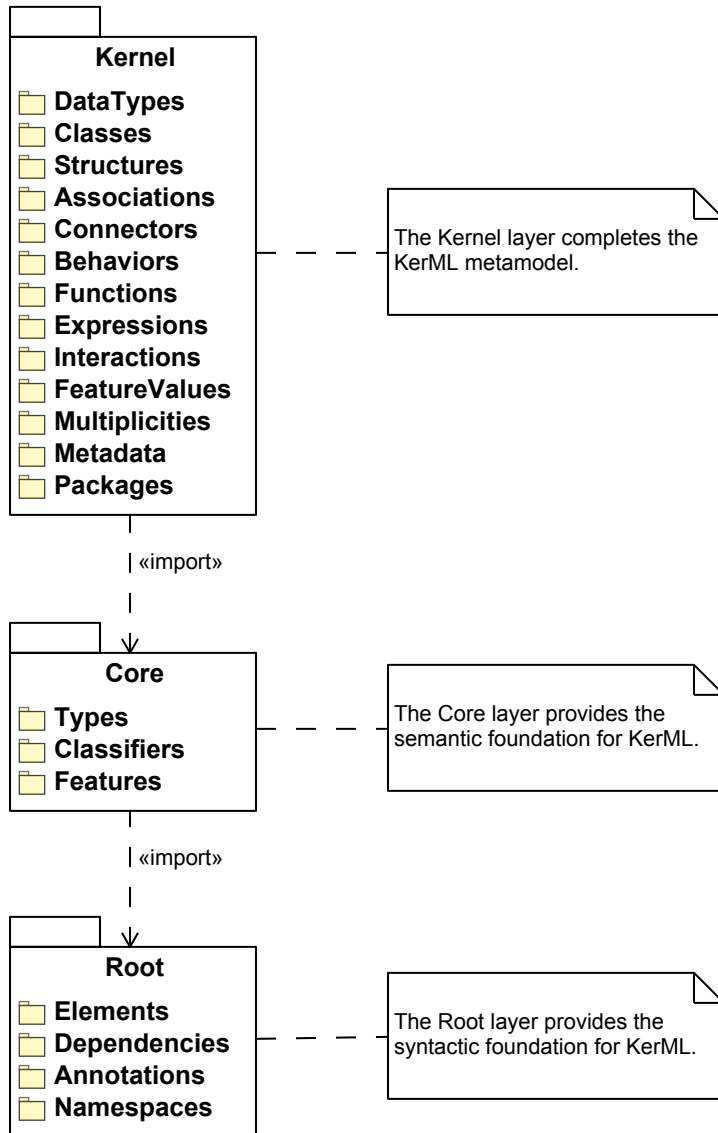 Kernel
DataTypes
Classes
Structures
Associations
Connectors
Behaviors
Functions
Expressions
Interactions
FeatureValues
Multiplicities
Metadata
Packages
The Kernel layer completes the
KerML metamodel.
«import»
Core
Types
Classifiers
Features
The Core layer provides the
semantic foundation for KerML.
«import»
Root
Elements
Dependencies
Annotations
Namespaces
The Root layer provides the
syntactic foundation for KerML.